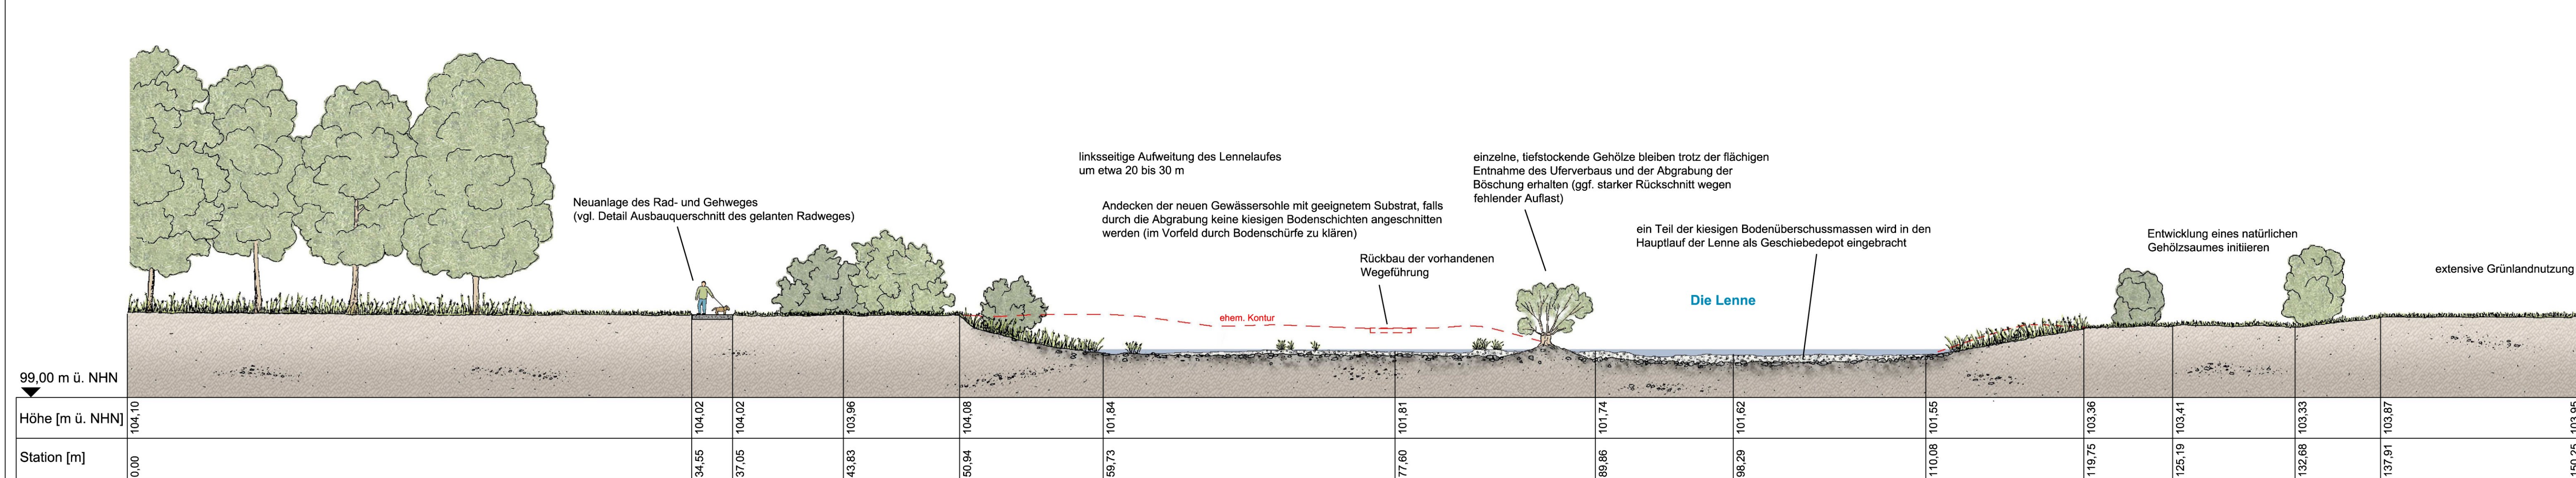 Neuanlage des Rad- und Gehweges
(vgl. Detail Ausbauquerschnitt des gelanten Radweges)
linksseitige Aufweitung des Lennelaufes
um etwa 20 bis 30 m
Andecken der neuen Gewässersohle mit geeignetem Substrat, falls
durch die Abgrabung keine kiesigen Bodenschichten angeschnitten
werden (im Vorfeld durch Bodenschürfe zu klären)
Rückbau der vorhandenen
Wegeführung
ehem. Kontur
einzelne, tiefstockende Gehölze bleiben trotz der flächigen
Entnahme des Uferverbaus und der Abgrabung der
Böschung erhalten (ggf. starker Rückschnitt wegen
fehlender Auflast)
ein Teil der kiesigen Bodenüberschussmassen wird in den
Hauptlauf der Lenne als Geschiebedepot eingebracht
Die Lenne
Entwicklung eines natürlichen
Gehölzsaumes initiieren
extensive Grünlandnutzung
99,00 m ü. NHN
Höhe [m ü. NHN] 104,10 104,02 104,02 103,96 104,08 101,84 101,81 101,74 101,62 101,55 103,36 103,41 103,33 103,87 103,95
Station [m] 0,00 34,55 37,05 43,83 50,94 59,73 77,60 89,86 98,29 110,08 119,75 125,19 132,68 137,91 150,25